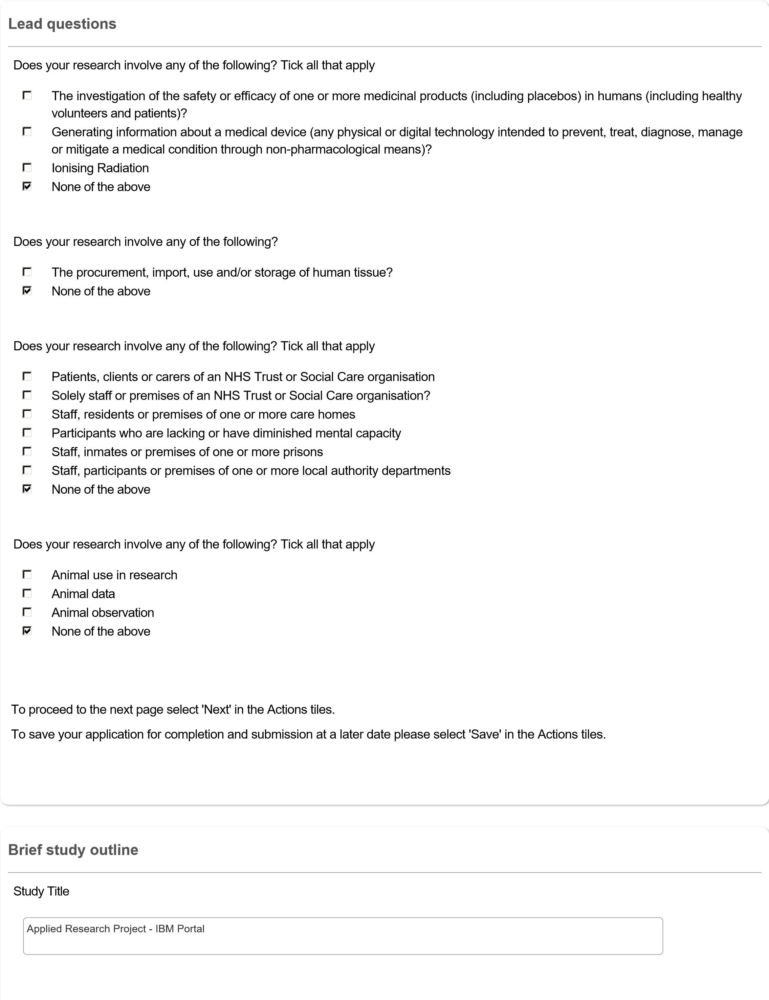 Lead questions
Does your research involve any of the following? Tick all that apply
The investigation of the safety or efficacy of one or more medicinal products (including placebos) in humans (including healthy
volunteers and patients)?
Generating information about a medical device (any physical or digital technology intended to prevent, treat, diagnose, manage
or mitigate a medical condition through non-pharmacological means)?
Ionising Radiation
None of the above
Does your research involve any of the following?
The procurement, import, use and/or storage of human tissue?
None of the above
Does your research involve any of the following? Tick all that apply
Patients, clients or carers of an NHS Trust or Social Care organisation
Solely staff or premises of an NHS Trust or Social Care organisation?
Staff, residents or premises of one or more care homes
Participants who are lacking or have diminished mental capacity
Staff, inmates or premises of one or more prisons
Staff, participants or premises of one or more local authority departments
None of the above
Does your research involve any of the following? Tick all that apply
Animal use in research
Animal data
Animal observation
None of the above
To proceed to the next page select 'Next' in the Actions tiles.
To save your application for completion and submission at a later date please select 'Save' in the Actions tiles.
Brief study outline
Study Title
Applied Research Project - IBM Portal